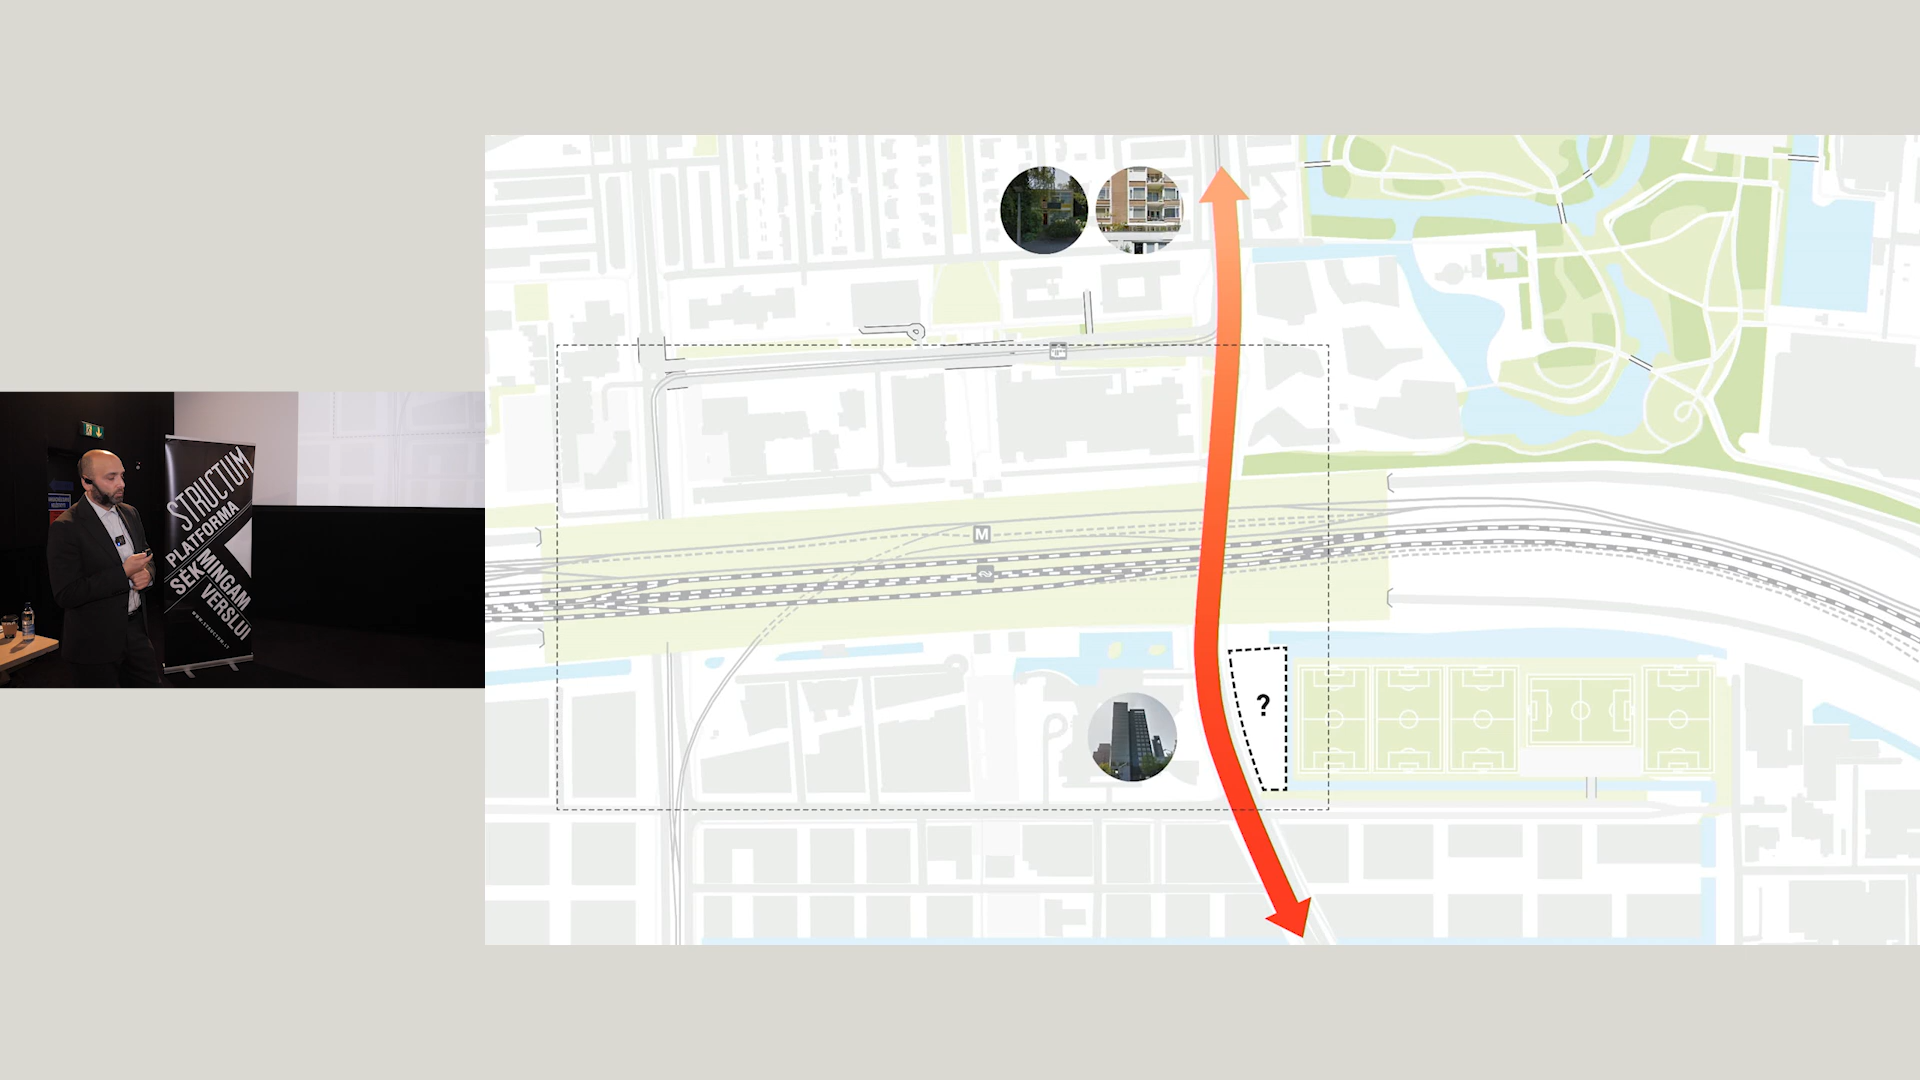 STRUCTUM
PLATFORMA
SĖKMINGAM
VERSLUI
www.structum.lt
M
?